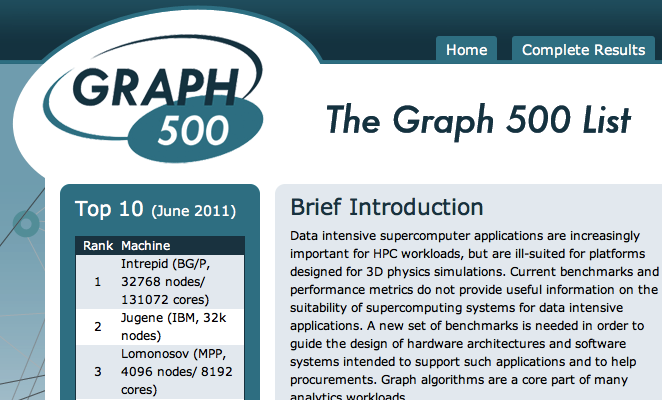 GRAPH
500
Home
Complete Results
The Graph 500 List
Top 10 (June 2011)
Rank Machine
1 Intrepid (BG/P,
32768 nodes/
131072 cores)
2 Jugene (IBM, 32k
nodes)
3 Lomonosov (MPP,
4096 nodes/ 8192
cores)
Brief Introduction
Data intensive supercomputer applications are increasingly
important for HPC workloads, but are ill-suited for platforms
designed for 3D physics simulations. Current benchmarks and
performance metrics do not provide useful information on the
suitability of supercomputing systems for data intensive
applications. A new set of benchmarks is needed in order to
guide the design of hardware architectures and software
systems intended to support such applications and to help
procurements. Graph algorithms are a core part of many
analytics workloads.